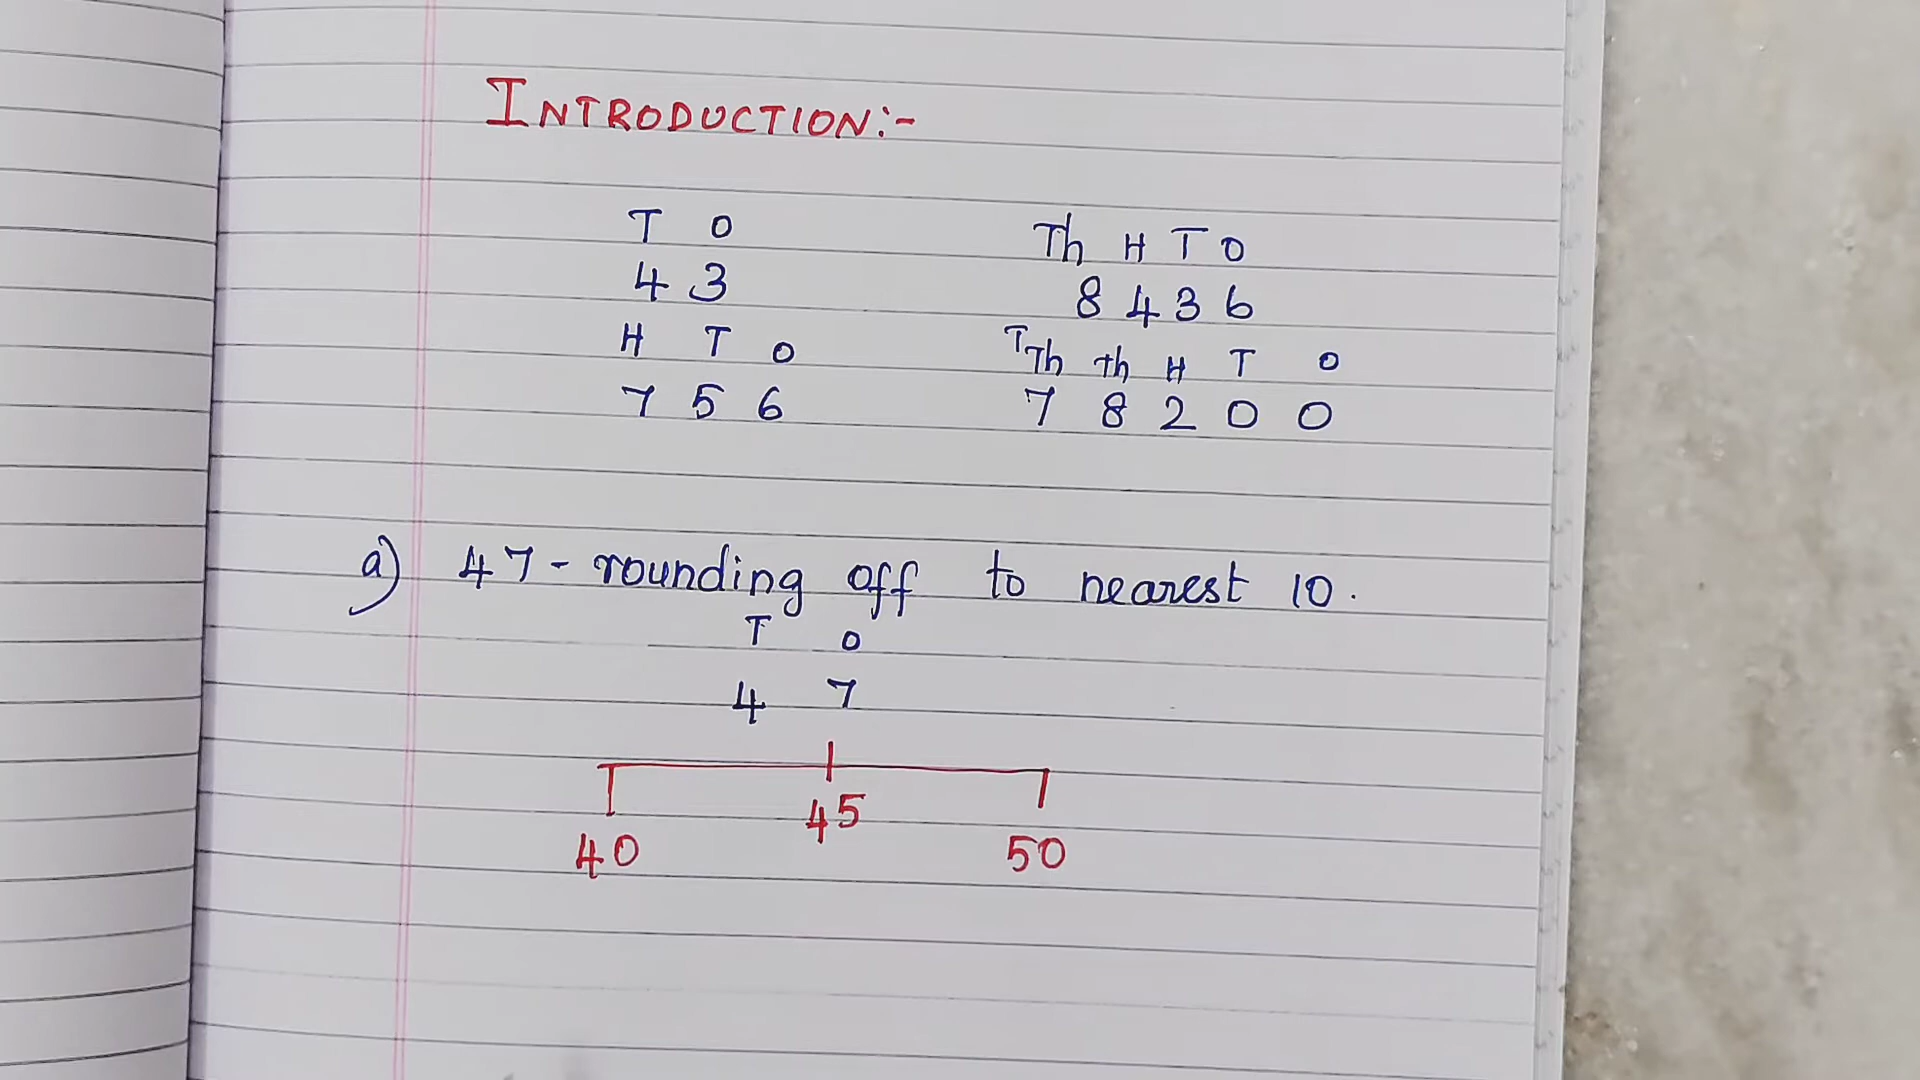 INTRODUCTION:-
T O
4 3
H T O
7 5 6
Th H T O
8 4 3 6
TTh th H T O
7 8 2 0 0
a) 47 - rounding off to nearest 10.
T O
4 7
40 45 50